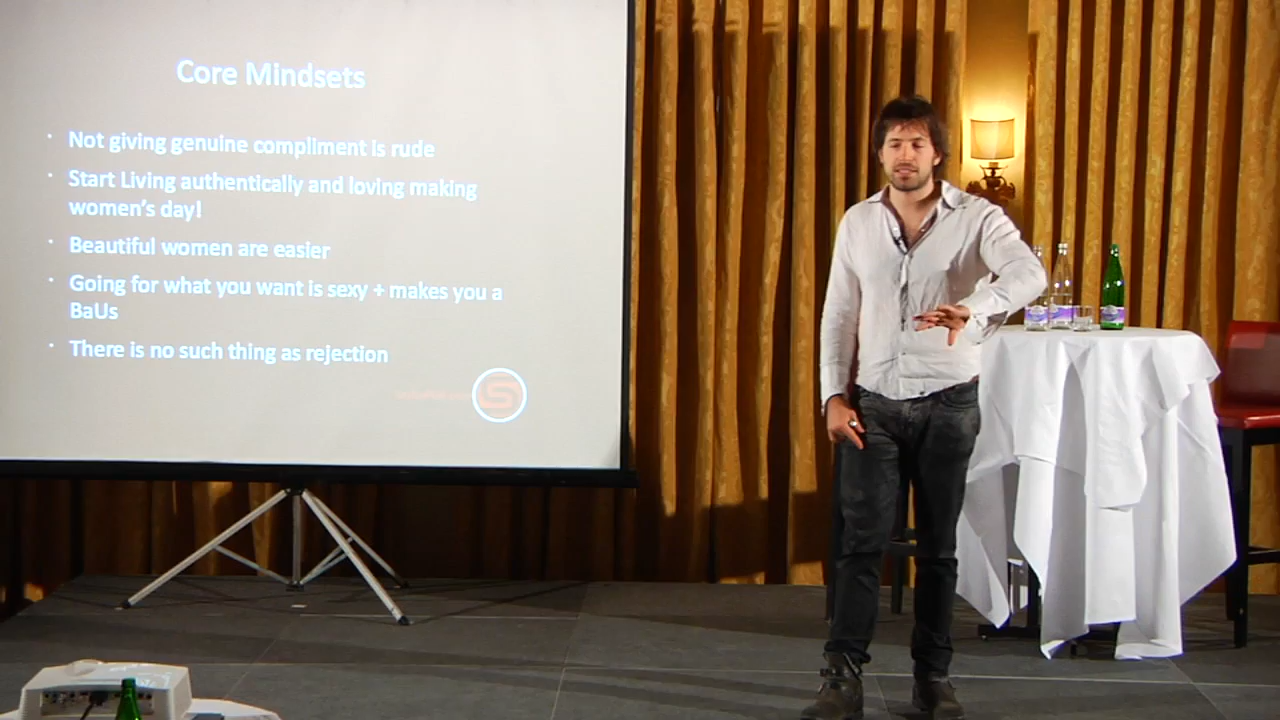 Core Mindsets
· Not giving genuine compliment is rude
· Start Living authentically and loving making
women's day!
· Beautiful women are easier
· Going for what you want is sexy + makes you a
BaUs
· There is no such thing as rejection